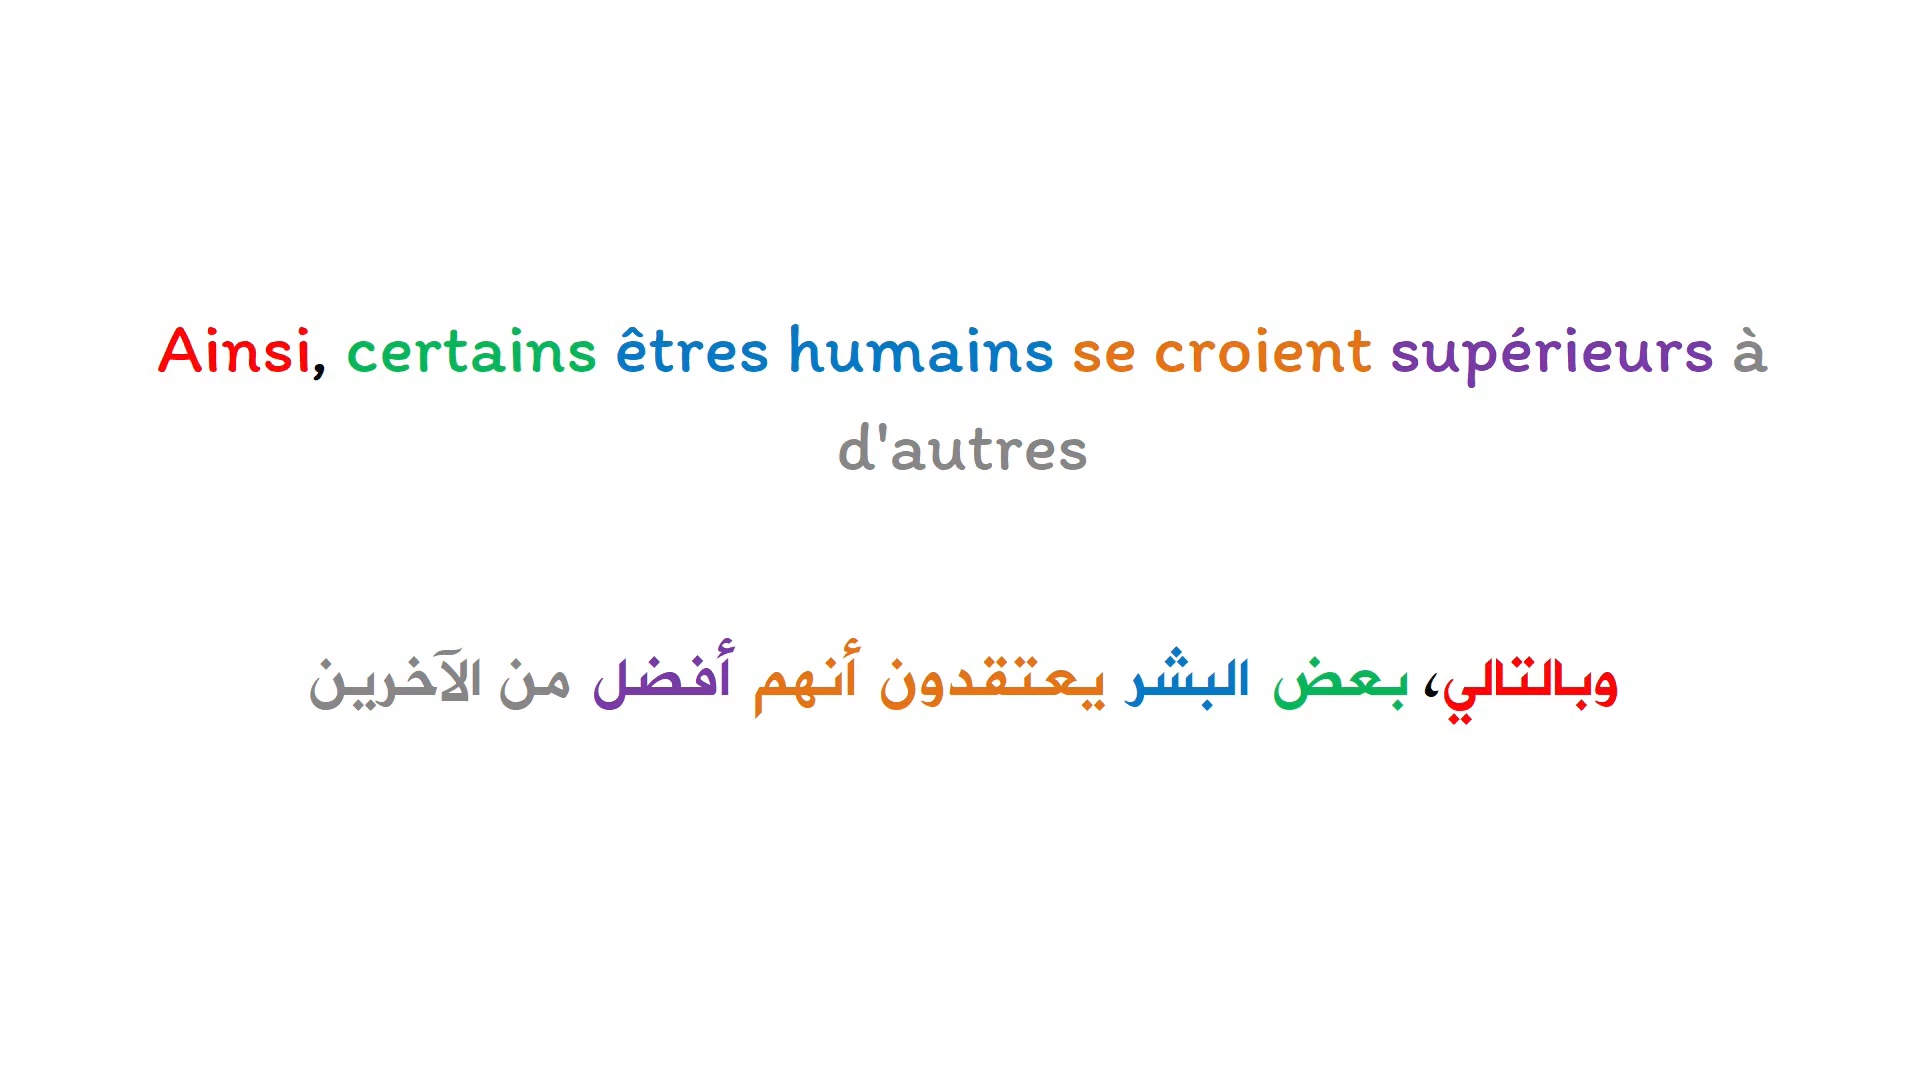 Ainsi, certains êtres humains se croient supérieurs à
d'autres
وبالتالي، بعض البشر يعتقدون أنهم أفضل من الآخرين